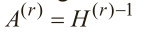 A^{(r)} = H^{(r)-1}